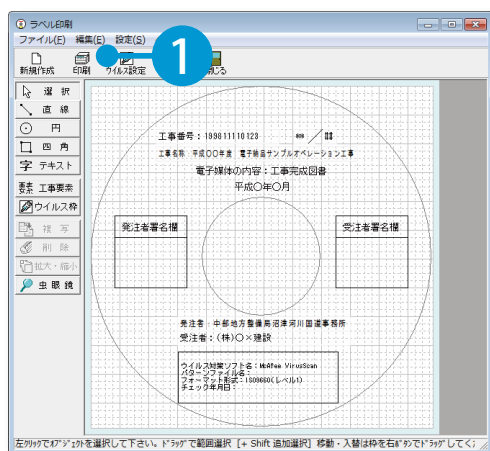 ラベル印刷
ファイル(F) 編集(E) 設定(S)
新規作成 印刷 ウイルス設定 じる
1
選択
直線
円
四角
字 テキスト
要素 工事要素
ウイルス枠
複写
削除
拡大・縮小
虫眼鏡
工事番号：199811110123
工事名称 平成〇〇年度 電子納品サンプルオペレーション工事
電子媒体の内容：工事完成図書
平成〇年〇月
発注者署名欄 受注者署名欄
発注者：中部地方整備局沼津河川国道事務所
受注者：(株)〇×建設
ウイルス対策ソフト名：McAfee VirusScan
パターンファイル名：
フォーマット形式：ISO9660(レベル1)
チェック年月日：
左クリックでオブジェクトを選択して下さい。ドラッグで範囲選択 [+ Shift 追加選択] 移動・入替は枠を右ボタンでドラッグしてく